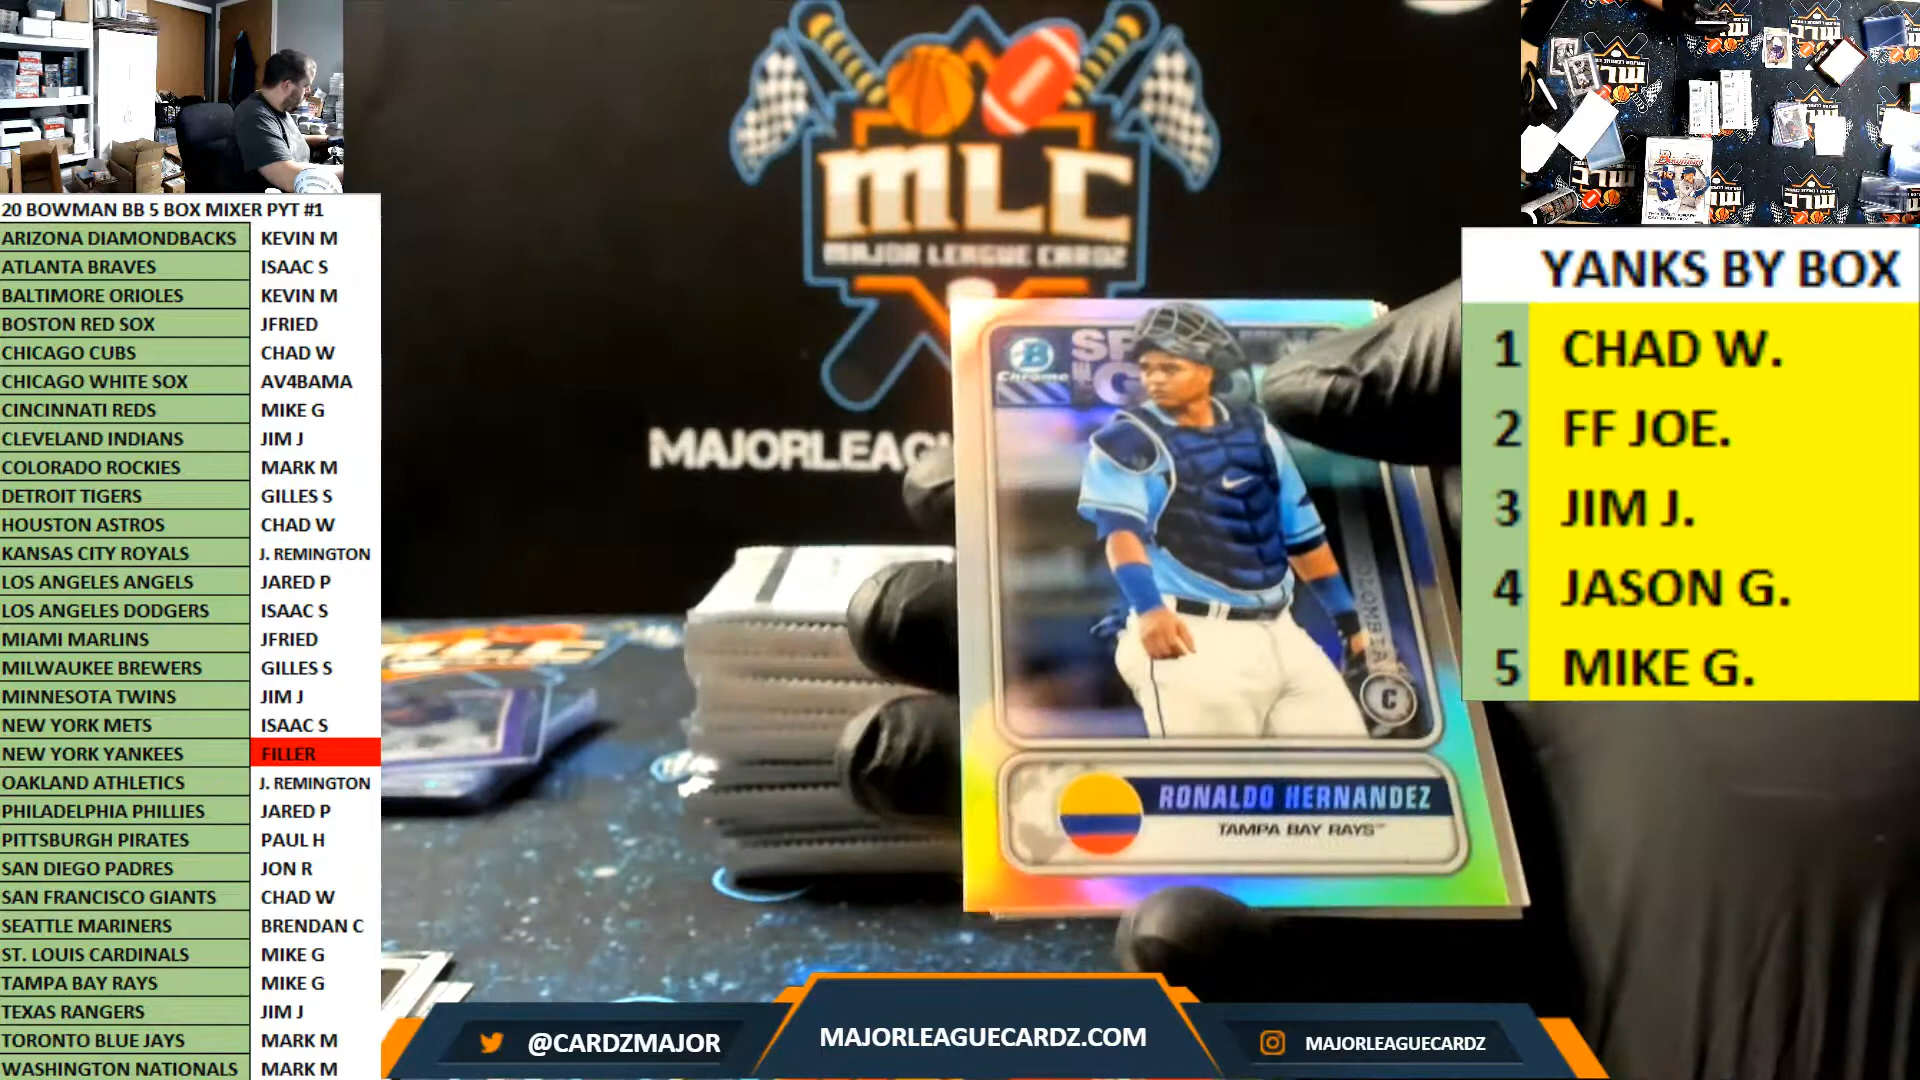 20 BOWMAN BB 5 BOX MIXER PYT #1
ARIZONA DIAMONDBACKS KEVIN M
ATLANTA BRAVES ISAAC S
BALTIMORE ORIOLES KEVIN M
BOSTON RED SOX JFRIED
CHICAGO CUBS CHAD W
CHICAGO WHITE SOX AV4BAMA
CINCINNATI REDS MIKE G
CLEVELAND INDIANS JIM J
COLORADO ROCKIES MARK M
DETROIT TIGERS GILLES S
HOUSTON ASTROS CHAD W
KANSAS CITY ROYALS J. REMINGTON
LOS ANGELES ANGELS JARED P
LOS ANGELES DODGERS ISAAC S
MIAMI MARLINS JFRIED
MILWAUKEE BREWERS GILLES S
MINNESOTA TWINS JIM J
NEW YORK METS ISAAC S
NEW YORK YANKEES FILLER
OAKLAND ATHLETICS J. REMINGTON
PHILADELPHIA PHILLIES JARED P
PITTSBURGH PIRATES PAUL H
SAN DIEGO PADRES JON R
SAN FRANCISCO GIANTS CHAD W
SEATTLE MARINERS BRENDAN C
ST. LOUIS CARDINALS MIKE G
TAMPA BAY RAYS MIKE G
TEXAS RANGERS JIM J
TORONTO BLUE JAYS MARK M
WASHINGTON NATIONALS MARK M
MLC
MAJOR LEAGUE CARDZ
MAJORLEAG
B
Chrome
SP
G
COLOMBIA
C
RONALDO HERNANDEZ
TAMPA BAY RAYS™
Bowman
YANKS BY BOX
1 CHAD W.
2 FF JOE.
3 JIM J.
4 JASON G.
5 MIKE G.
@CARDZMAJOR
MAJORLEAGUECARDZ.COM
MAJORLEAGUECARDZ